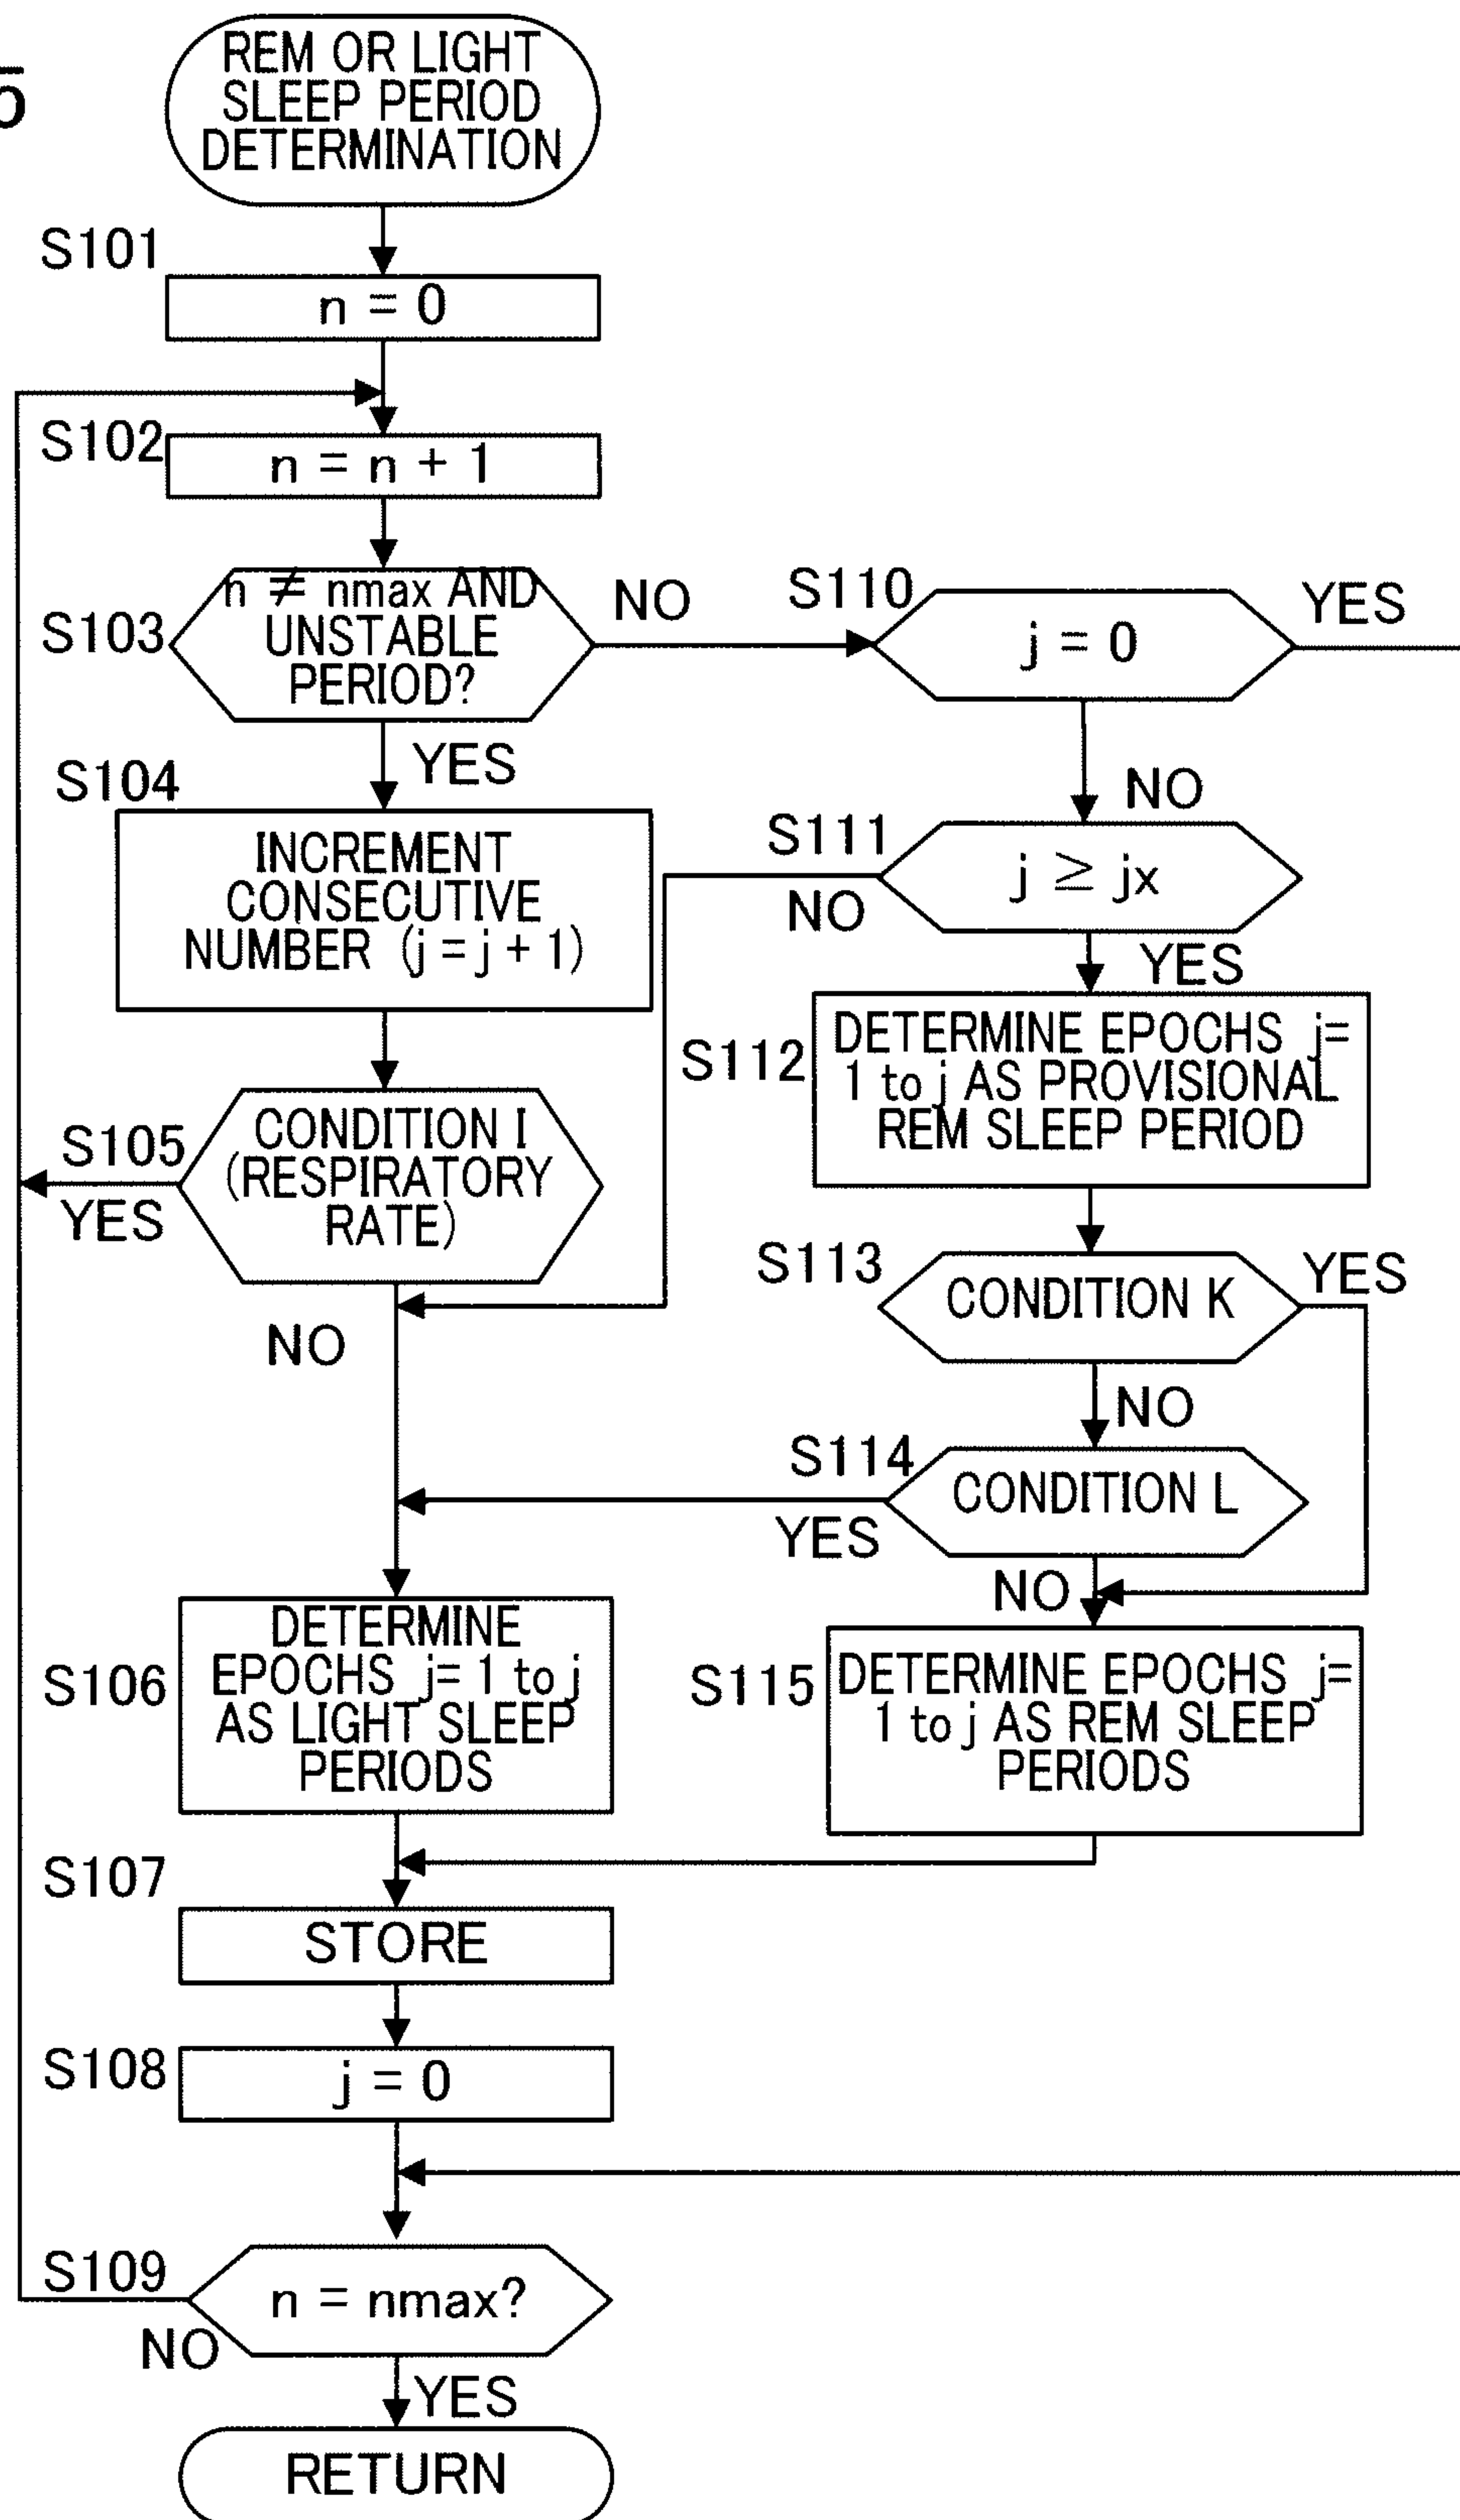 REM OR LIGHT
SLEEP PERIOD
DETERMINATION
S101
n = 0
S102
n = n + 1
S103
n ≠ nmax AND
UNSTABLE
PERIOD?
NO
YES
S110
j = 0
YES
NO
S104
INCREMENT
CONSECUTIVE
NUMBER (j = j + 1)
S111
j ≧ jx
NO
YES
S112
DETERMINE EPOCHS j=
1 to j AS PROVISIONAL
REM SLEEP PERIOD
S105
CONDITION I
(RESPIRATORY
RATE)
YES
NO
S113
CONDITION K
YES
NO
S114
CONDITION L
YES
NO
S106
DETERMINE
EPOCHS j= 1 to j
AS LIGHT SLEEP
PERIODS
S115
DETERMINE EPOCHS j=
1 to j AS REM SLEEP
PERIODS
S107
STORE
S108
j = 0
S109
n = nmax?
NO
YES
RETURN